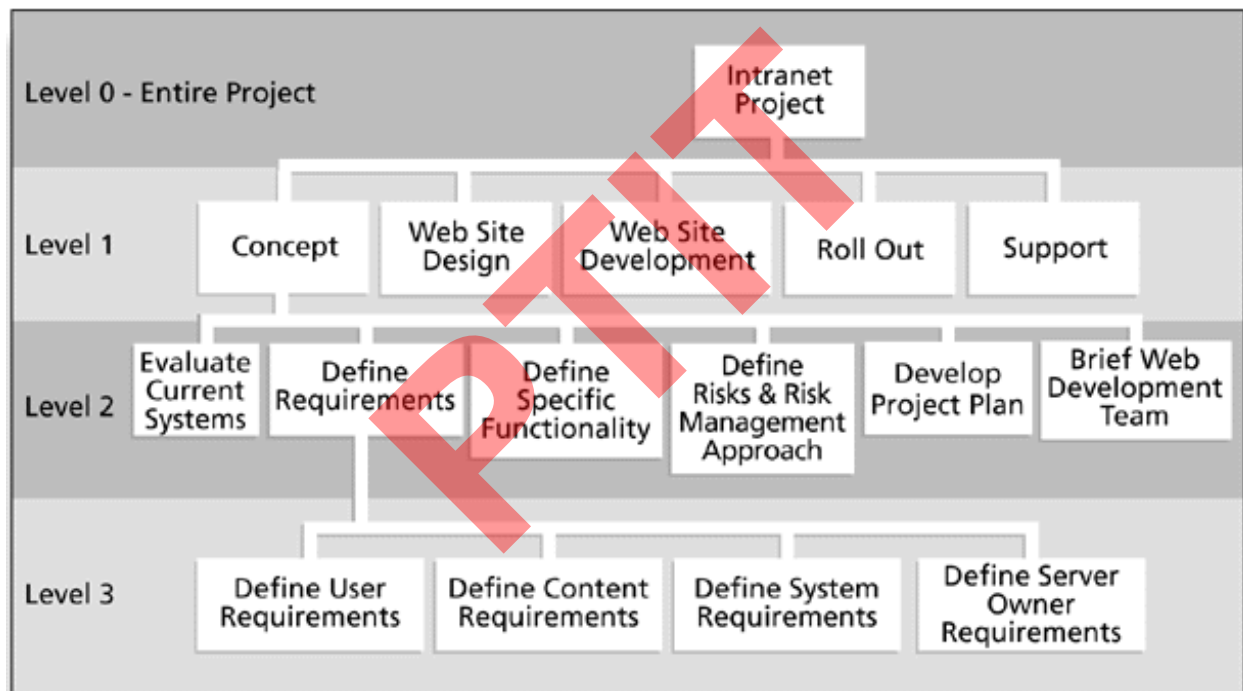 Level 0 - Entire Project
Intranet
Project
Level 1
Concept
Web Site
Design
Web Site
Development
Roll Out
Support
Level 2
Evaluate
Current
Systems
Define
Requirements
Define
Specific
Functionality
Define
Risks & Risk
Management
Approach
Develop
Project Plan
Brief Web
Development
Team
Level 3
Define User
Requirements
Define Content
Requirements
Define System
Requirements
Define Server
Owner
Requirements
PTIT